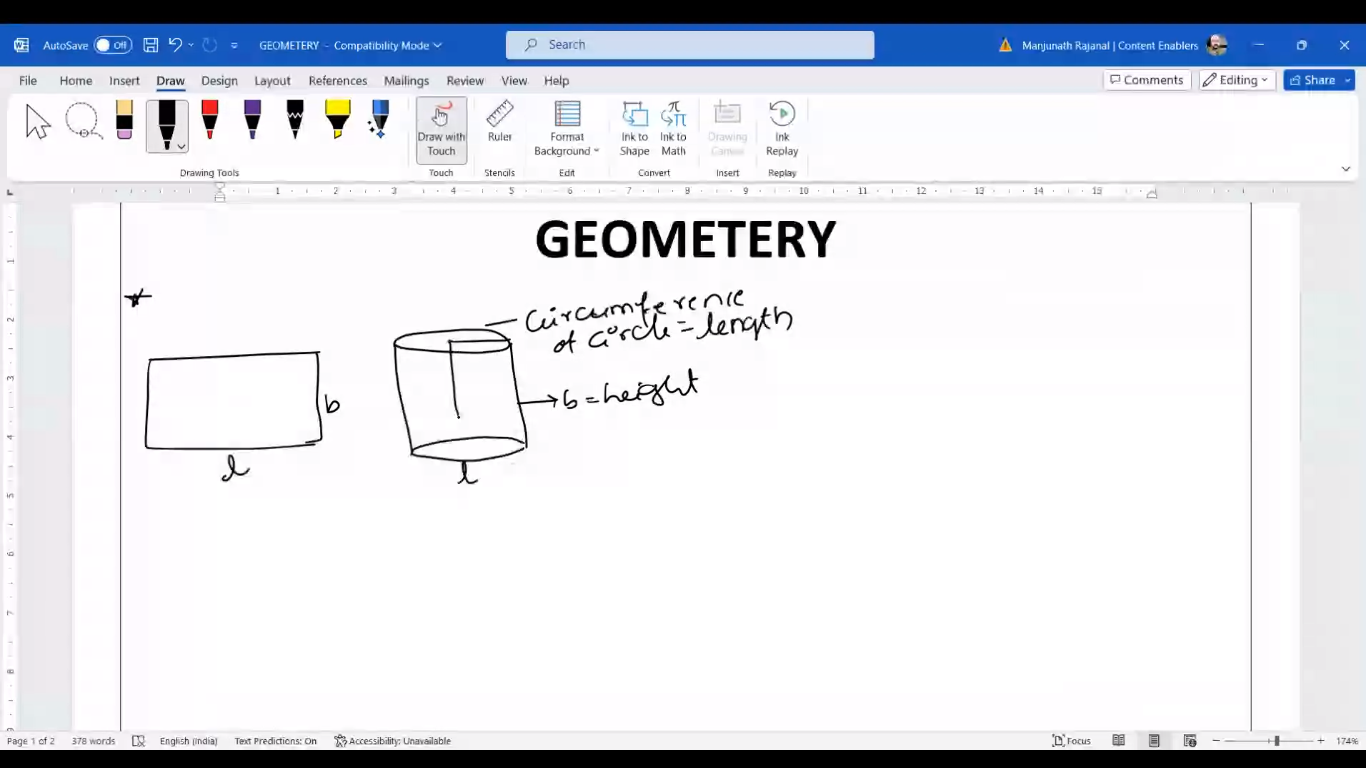 AutoSave Off GEOMETERY - Compatibility Mode Search Manjunath Rajanal | Content Enablers
File Home Insert Draw Design Layout References Mailings Review View Help Comments Editing Share
Draw with Touch Ruler Format Background Ink to Shape Ink to Math Drawing Canvas Ink Replay
Drawing Tools Touch Stencils Edit Convert Insert Replay
1 2 3 4 5 6 7 8 9 10 11 12 13 14 15
GEOMETERY
Circumference
of circle = length
b
b = height
l
l
Page 1 of 2 378 words English (India) Text Predictions: On Accessibility: Unavailable Focus 174%